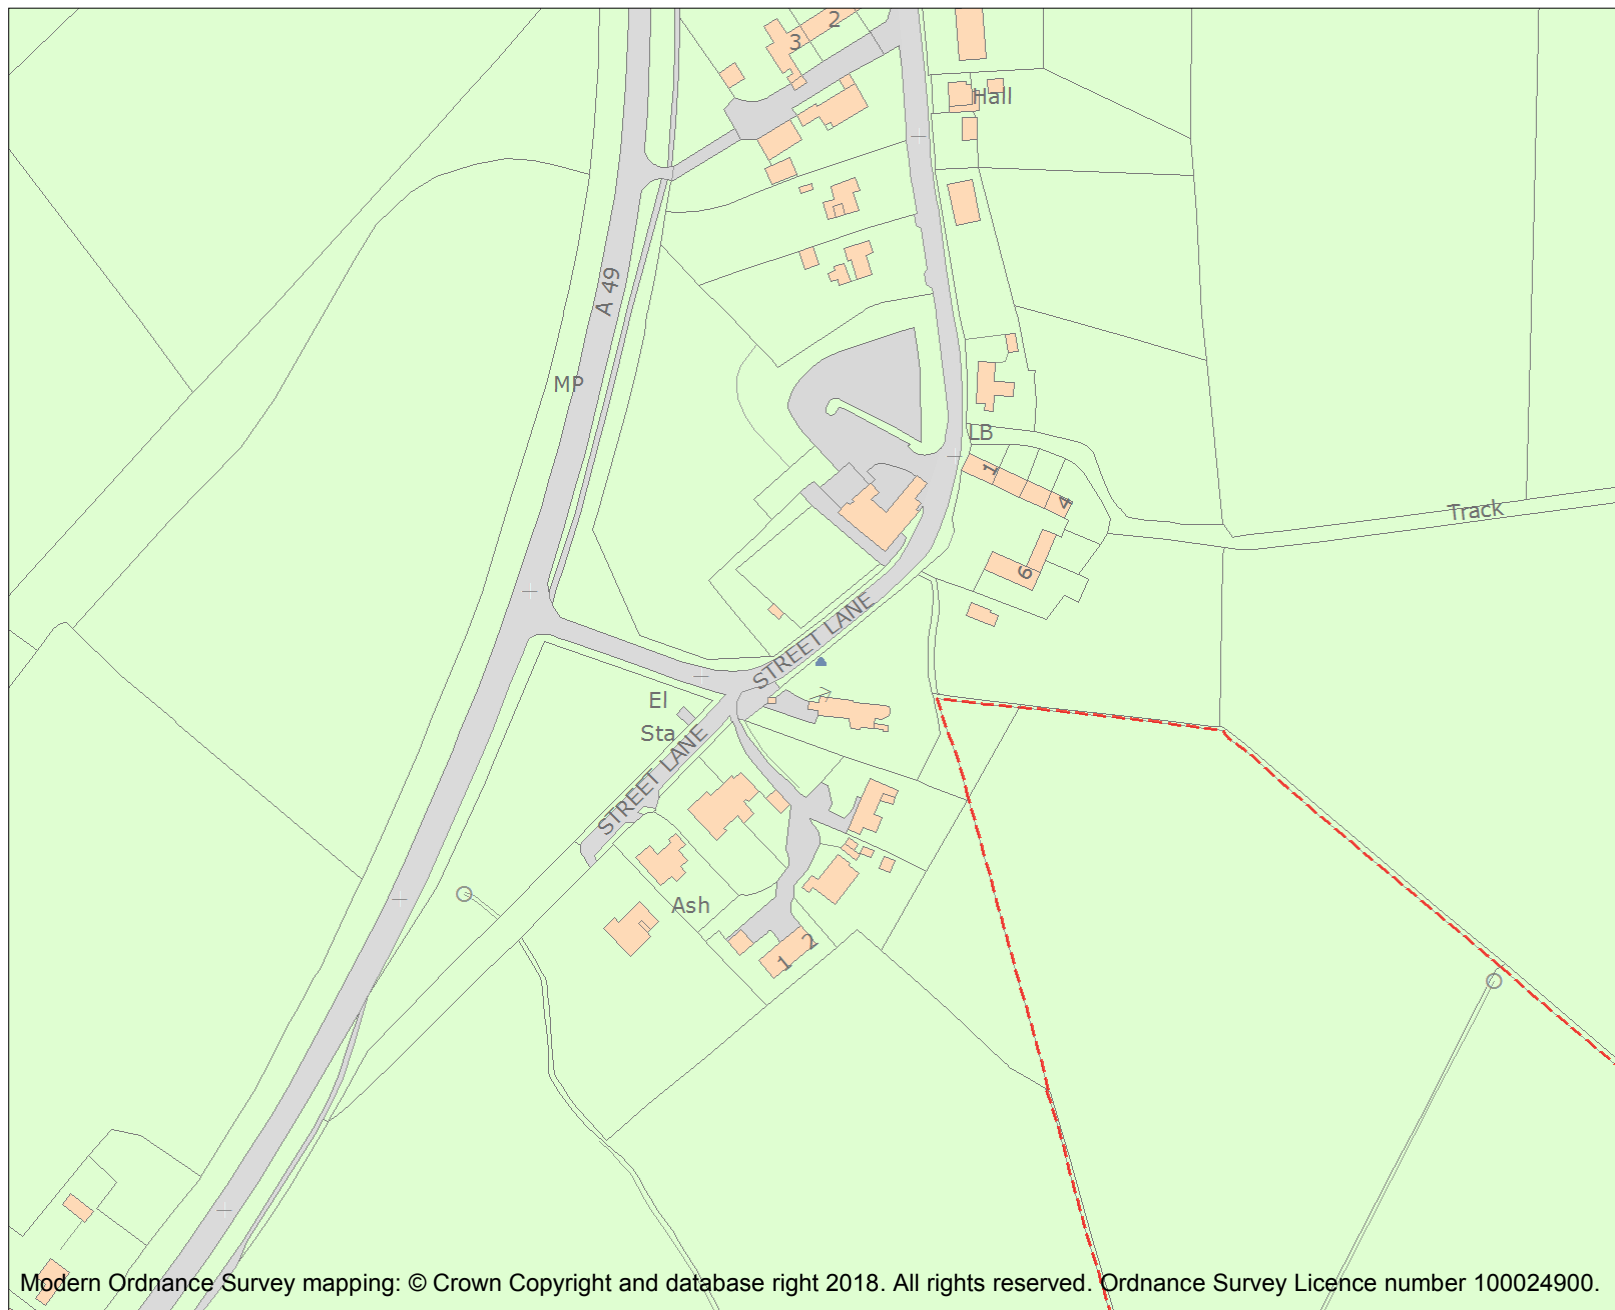 2
3
Hall
A 49
MP
LB
1
4
Track
6
STREET LANE
El
Sta
7
STREET LANE
Ash
2
1
Modern Ordnance Survey mapping: © Crown Copyright and database right 2018. All rights reserved. Ordnance Survey Licence number 100024900.